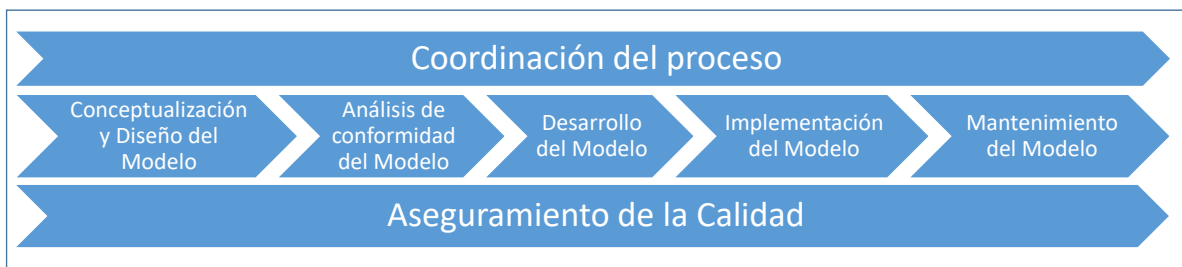 Coordinación del proceso
Conceptualización
y Diseño del
Modelo
Análisis de
conformidad
del Modelo
Desarrollo
del Modelo
Implementación
del Modelo
Mantenimiento
del Modelo
Aseguramiento de la Calidad